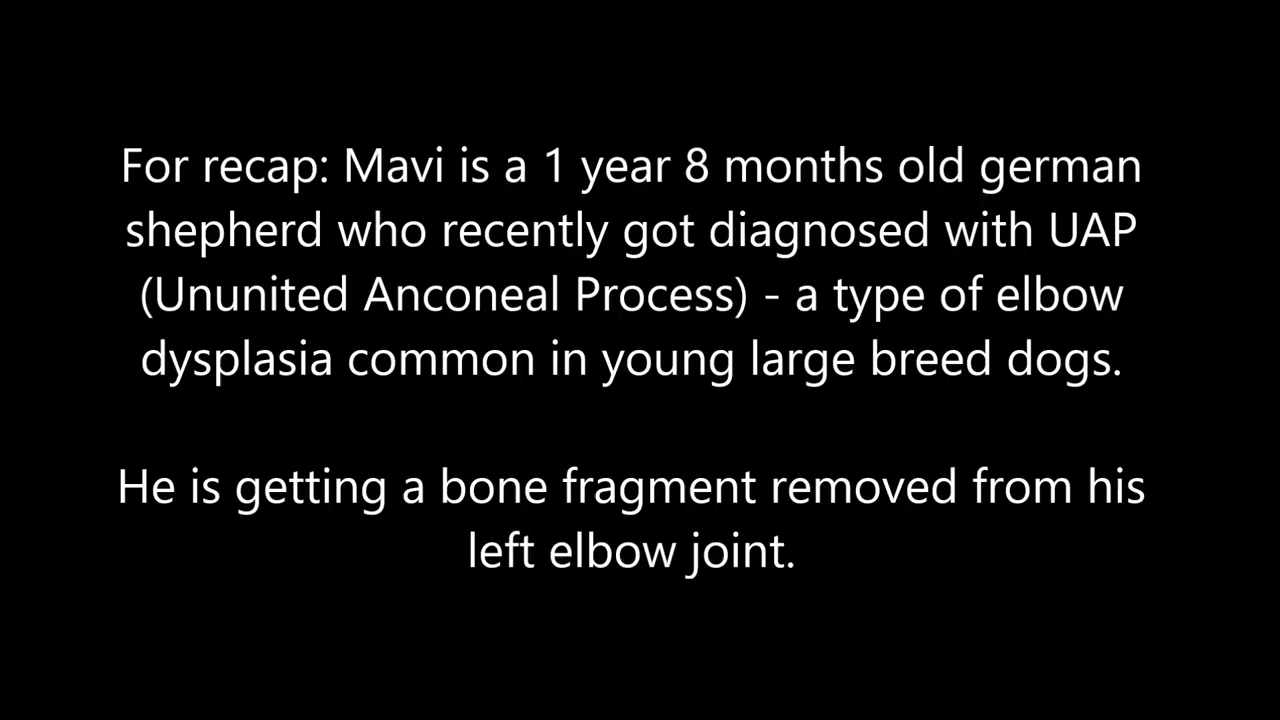 For recap: Mavi is a 1 year 8 months old german
shepherd who recently got diagnosed with UAP
(Ununited Anconeal Process) - a type of elbow
dysplasia common in young large breed dogs.
He is getting a bone fragment removed from his
left elbow joint.